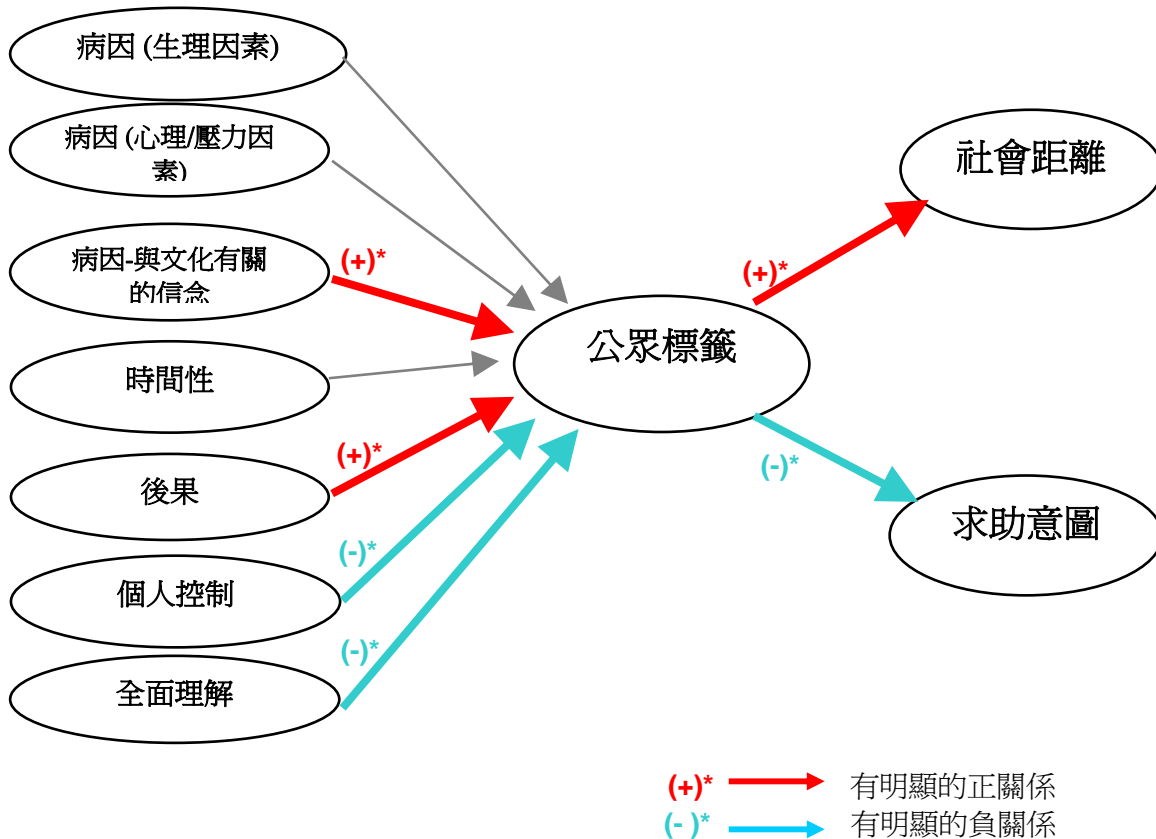 病因 (生理因素)
病因 (心理/壓力因
素)
病因-與文化有關
的信念
(+)*
時間性
後果
(+)*
個人控制
(-)*
全面理解
(-)*
公眾標籤
(+)*
社會距離
(-)*
求助意圖
(+)* 有明顯的正關係
(- )* 有明顯的負關係